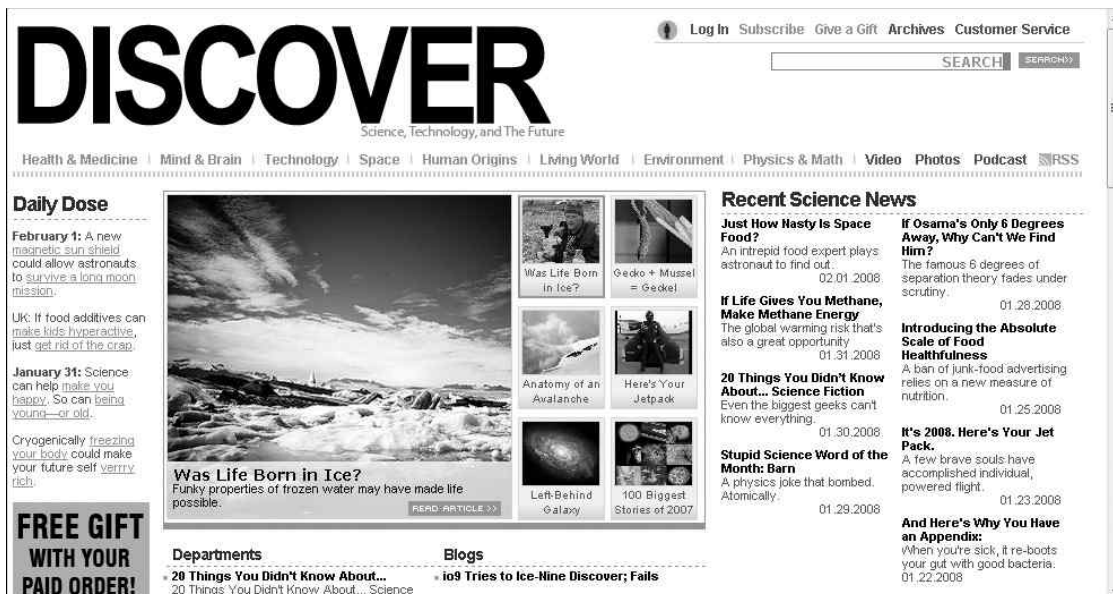 DISCOVER
Science, Technology, and The Future
Log In Subscribe Give a Gift Archives Customer Service
SEARCH SEARCH>>
Health & Medicine | Mind & Brain | Technology | Space | Human Origins | Living World | Environment | Physics & Math | Video Photos Podcast RSS
Daily Dose
February 1: A new
magnetic sun shield
could allow astronauts
to survive a long moon
mission.
UK: If food additives can
make kids hyperactive,
just get rid of the crap.
January 31: Science
can help make you
happy. So can being
young—or old.
Cryogenically freezing
your body could make
your future self verrry
rich.
FREE GIFT
WITH YOUR
PAID ORDER!
Was Life Born in Ice?
Funky properties of frozen water may have made life
possible.
READ ARTICLE >>
Was Life Born
in Ice?
Gecko + Mussel
= Geckel
Anatomy of an
Avalanche
Here's Your
Jetpack
Left-Behind
Galaxy
100 Biggest
Stories of 2007
Departments
20 Things You Didn't Know About...
20 Things You Didn't Know About... Science
Blogs
io9 Tries to Ice-Nine Discover; Fails
Recent Science News
Just How Nasty Is Space
Food?
An intrepid food expert plays
astronaut to find out.
02.01.2008
If Life Gives You Methane,
Make Methane Energy
The global warming risk that's
also a great opportunity
01.31.2008
20 Things You Didn't Know
About... Science Fiction
Even the biggest geeks can't
know everything.
01.30.2008
Stupid Science Word of the
Month: Barn
A physics joke that bombed.
Atomically.
01.29.2008
If Osama's Only 6 Degrees
Away, Why Can't We Find
Him?
The famous 6 degrees of
separation theory fades under
scrutiny.
01.28.2008
Introducing the Absolute
Scale of Food
Healthfulness
A ban of junk-food advertising
relies on a new measure of
nutrition.
01.25.2008
It's 2008. Here's Your Jet
Pack.
A few brave souls have
accomplished individual,
powered flight.
01.23.2008
And Here's Why You Have
an Appendix:
When you're sick, it re-boots
your gut with good bacteria.
01.22.2008